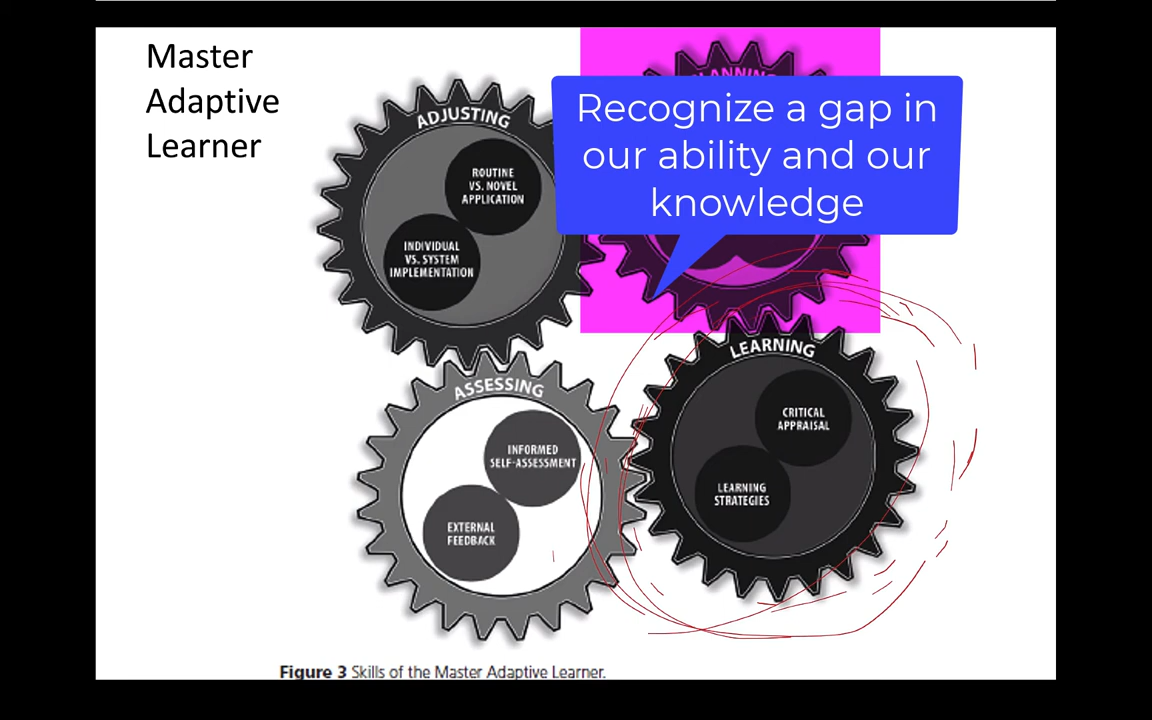 Master
Adaptive
Learner
ADJUSTING
ROUTINE
VS. NOVEL
APPLICATION
INDIVIDUAL
VS. SYSTEM
IMPLEMENTATION
Recognize a gap in
our ability and our
knowledge
LEARNING
CRITICAL
APPRAISAL
LEARNING
STRATEGIES
ASSESSING
INFORMED
SELF-ASSESSMENT
EXTERNAL
FEEDBACK
Figure 3 Skills of the Master Adaptive Learner.